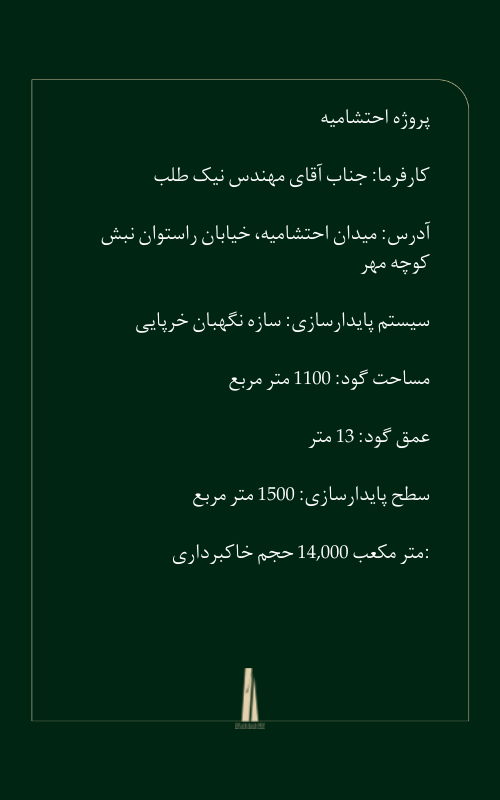 پروژه احتشامیه
کارفرما: جناب آقای مهندس نیک طلب
آدرس: میدان احتشامیه، خیابان راستوان نبش
کوچه مهر
سیستم پایدارسازی: سازه نگهبان خرپایی
مساحت گود: 1100 متر مربع
عمق گود: 13 متر
سطح پایدارسازی: 1500 متر مربع
:متر مکعب 14,000 حجم خاکبرداری